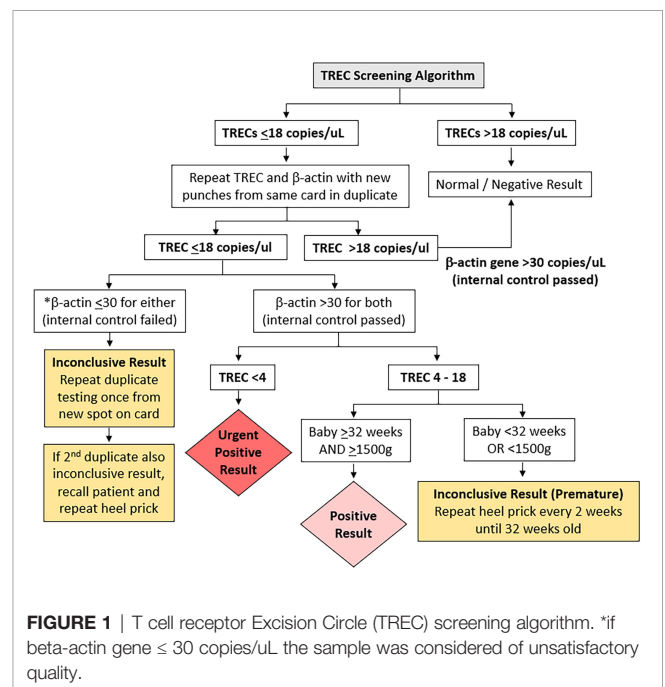 TREC Screening Algorithm
TRECs ≤18 copies/uL
TRECs >18 copies/uL
Repeat TREC and β-actin with new
punches from same card in duplicate
Normal / Negative Result
TREC ≤18 copies/ul
TREC >18 copies/ul
β-actin gene >30 copies/uL
(internal control passed)
*β-actin ≤30 for either
(internal control failed)
β-actin >30 for both
(internal control passed)
Inconclusive Result
Repeat duplicate
testing once from
new spot on card
TREC <4
TREC 4 - 18
If 2nd duplicate also
inconclusive result,
recall patient and
repeat heel prick
Urgent
Positive
Result
Baby ≥32 weeks
AND ≥1500g
Baby <32 weeks
OR <1500g
Positive
Result
Inconclusive Result (Premature)
Repeat heel prick every 2 weeks
until 32 weeks old
FIGURE 1 | T cell receptor Excision Circle (TREC) screening algorithm. *if
beta-actin gene ≤ 30 copies/uL the sample was considered of unsatisfactory
quality.